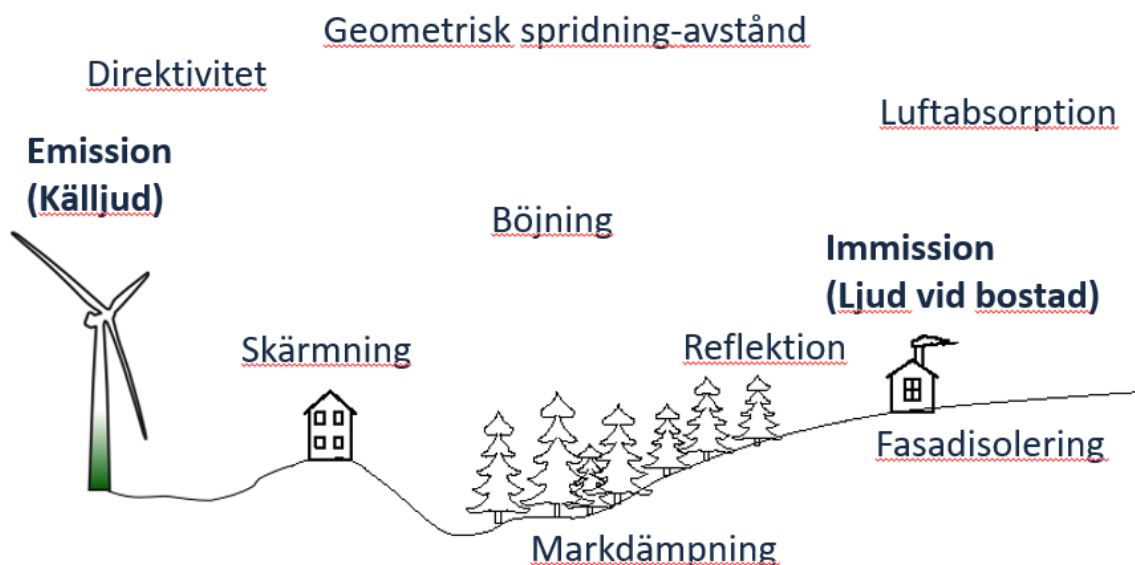 Geometrisk spridning-avstånd
Direktivitet
Luftabsorption
Emission
(Källjud)
Böjning
Immission
(Ljud vid bostad)
Skärmning
Reflektion
Fasadisolering
Markdämpning